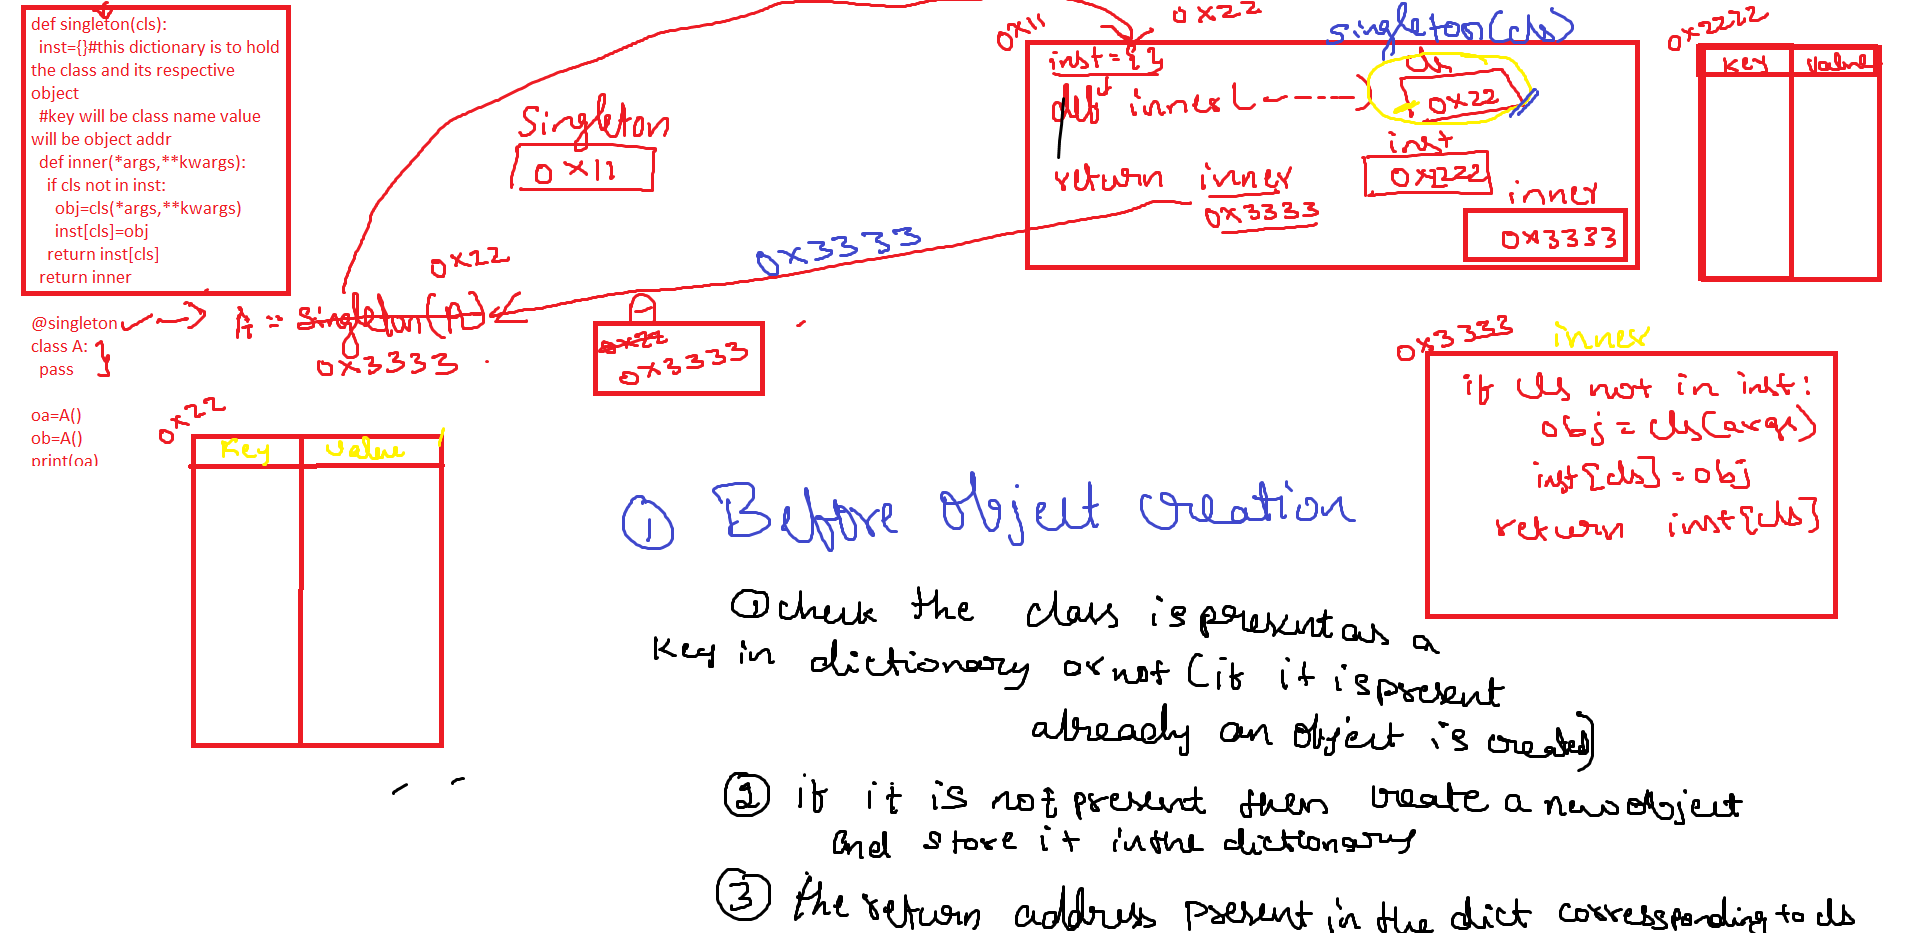 def singleton(cls):
inst={}#this dictionary is to hold
the class and its respective
object
#key will be class name value
will be object addr
def inner(*args,**kwargs):
if cls not in inst:
obj=cls(*args,**kwargs)
inst[cls]=obj
return inst[cls]
return inner
@singleton
class A: }
pass
oa=A()
ob=A()
print(oa)
Singleton
0x11
0x22
A = singleton(A)
0x3333
0x22
0x3333
0x3333
0x22
Key Value
0x11
0x22
singleton(cls)
inst={}
def inner(
return inner
0x3333
cls
0x22
inst
0x2222
inner
0x3333
0x2222
Key Value
0x3333
inner
if cls not in inst:
obj = cls(args)
inst[cls] = obj
return inst[cls]
① Before object creation
① check the class is present as a
key in dictionary or not (if it is present
already an object is created)
② if it is not present then create a new object
and store it in the dictionary
③ the return address present in the dict corresponding to cls